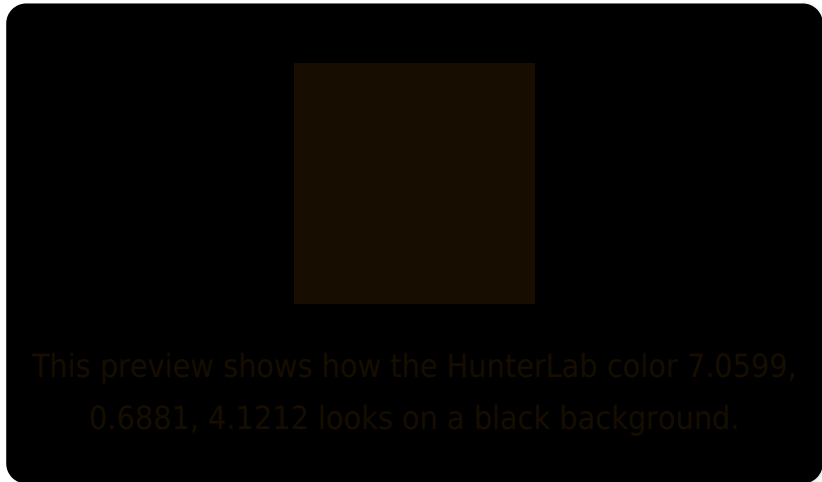 This preview shows how the HunterLab color 7.0599,
0.6881, 4.1212 looks on a black background.